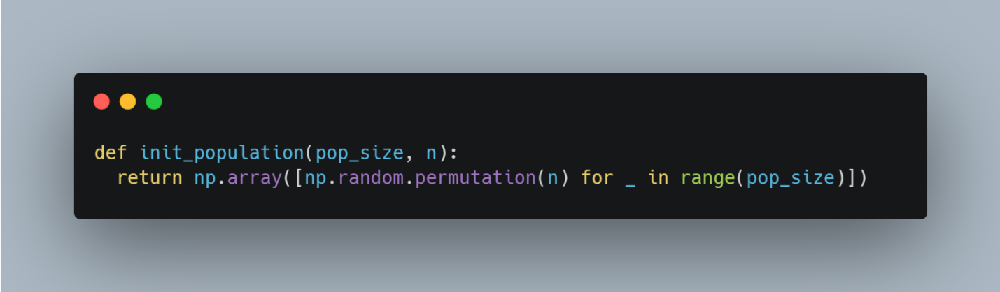 def init_population(pop_size, n):
  return np.array([np.random.permutation(n) for _ in range(pop_size)])